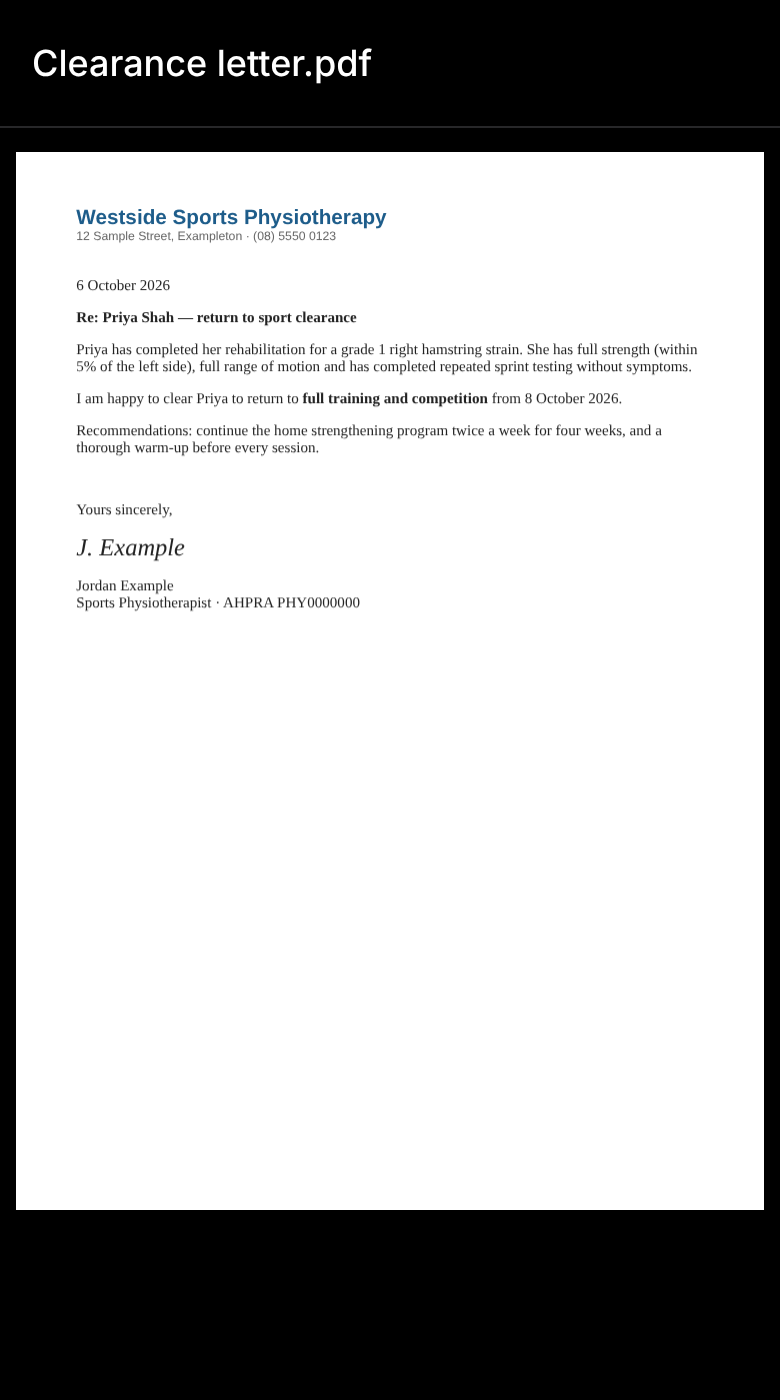 Clearance letter.pdf
Westside Sports Physiotherapy
12 Sample Street, Exampleton · (08) 5550 0123
6 October 2026
Re: Priya Shah — return to sport clearance
Priya has completed her rehabilitation for a grade 1 right hamstring strain. She has full strength (within
5% of the left side), full range of motion and has completed repeated sprint testing without symptoms.
I am happy to clear Priya to return to full training and competition from 8 October 2026.
Recommendations: continue the home strengthening program twice a week for four weeks, and a
thorough warm-up before every session.
Yours sincerely,
J. Example
Jordan Example
Sports Physiotherapist · AHPRA PHY0000000